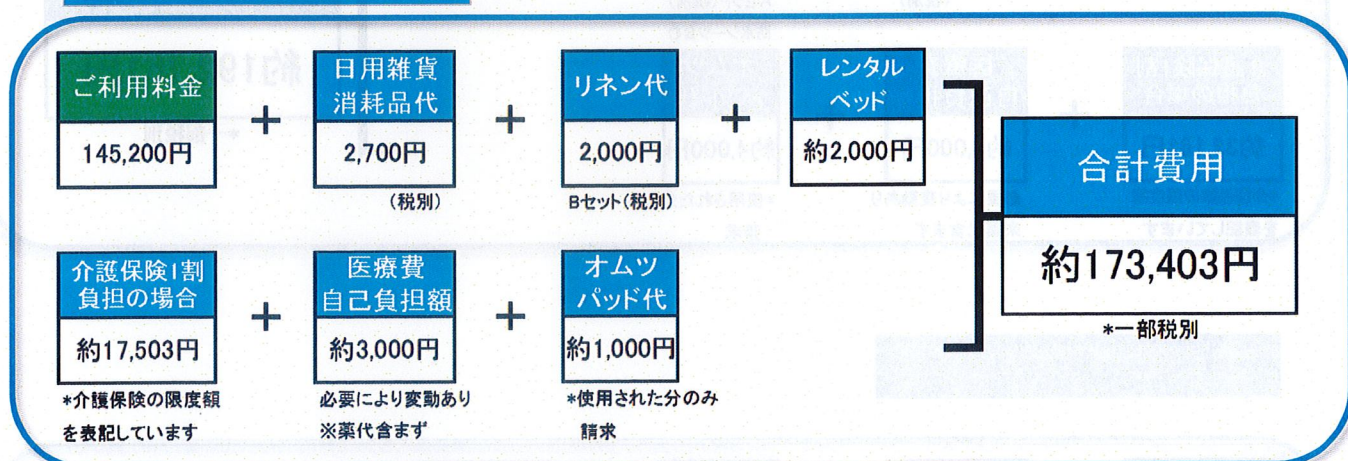 ご利用料金
145,200円
+
日用雑貨
消耗品代
2,700円
(税別)
+
リネン代
2,000円
Bセット(税別)
+
レンタル
ベッド
約2,000円
介護保険1割
負担の場合
約17,503円
*介護保険の限度額
を表記しています
+
医療費
自己負担額
約3,000円
必要により変動あり
※薬代含まず
+
オムツ
パッド代
約1,000円
*使用された分のみ
請求
合計費用
約173,403円
*一部税別